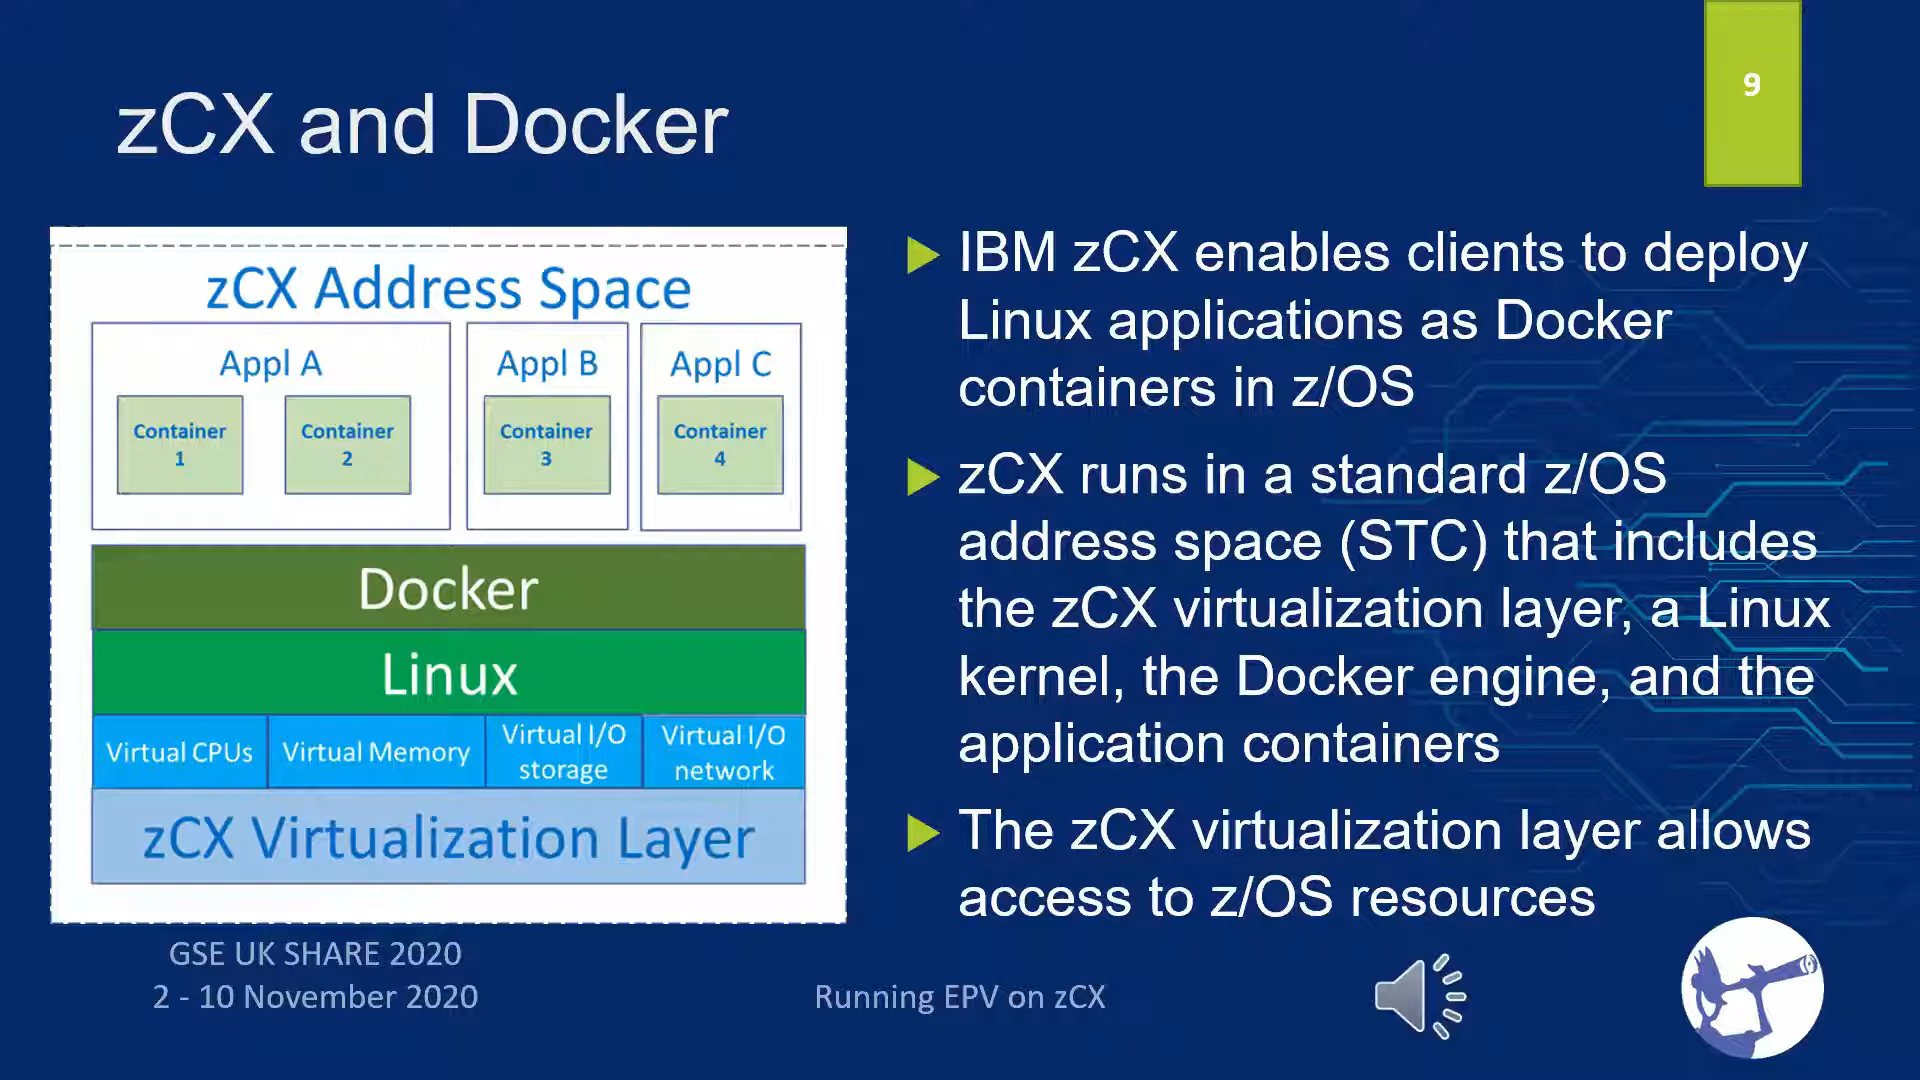 9
zCX and Docker
zCX Address Space
Appl A
Container
1
Container
2
Appl B
Container
3
Appl C
Container
4
Docker
Linux
Virtual CPUs
Virtual Memory
Virtual I/O
storage
Virtual I/O
network
zCX Virtualization Layer
IBM zCX enables clients to deploy
Linux applications as Docker
containers in z/OS
zCX runs in a standard z/OS
address space (STC) that includes
the zCX virtualization layer, a Linux
kernel, the Docker engine, and the
application containers
The zCX virtualization layer allows
access to z/OS resources
GSE UK SHARE 2020
2 - 10 November 2020
Running EPV on zCX